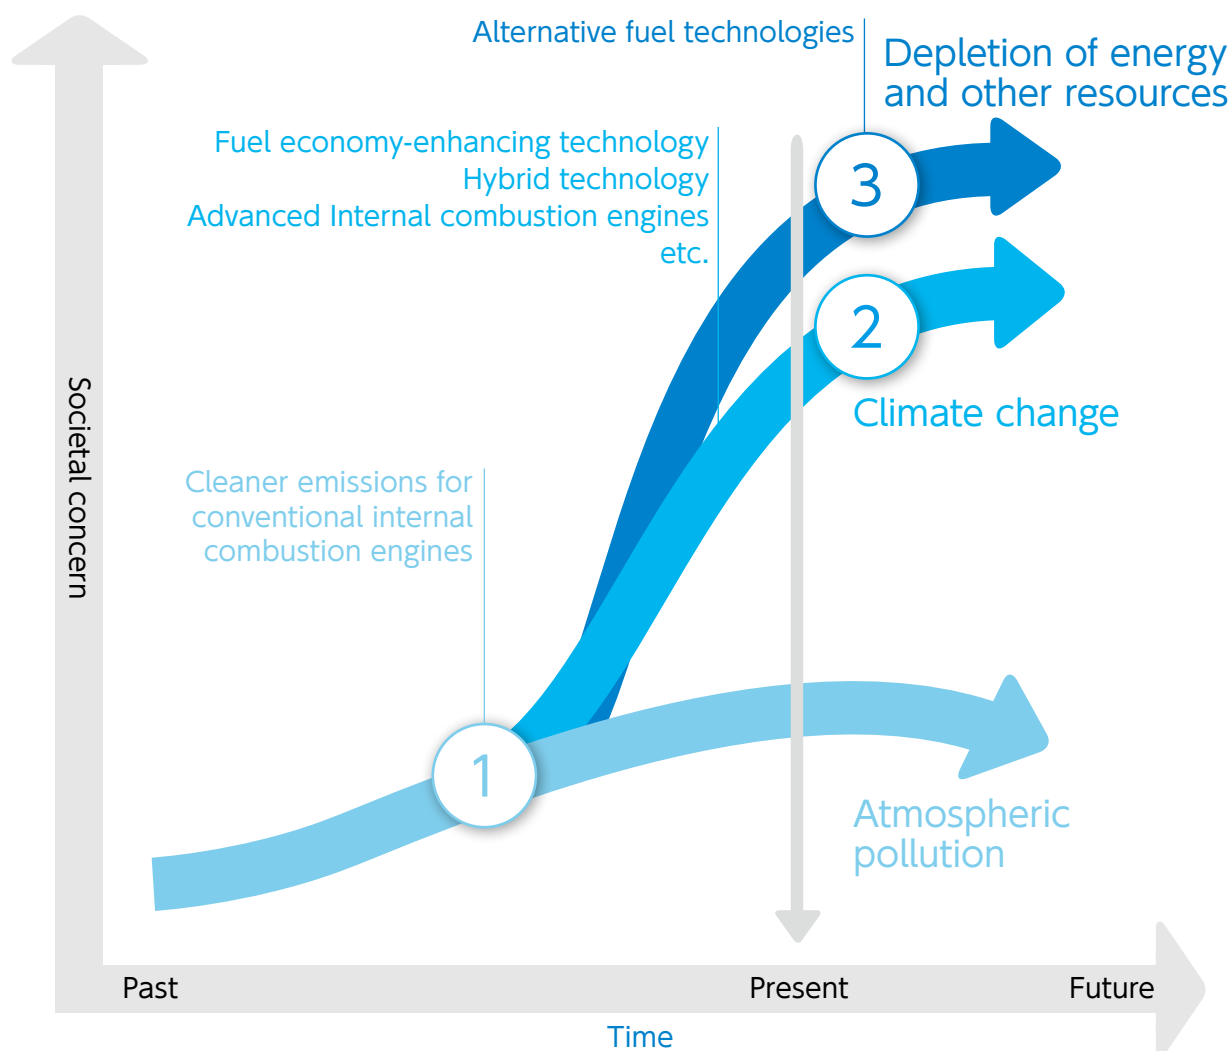 Alternative fuel technologies
Depletion of energy
and other resources
Fuel economy-enhancing technology
Hybrid technology
Advanced Internal combustion engines
etc.
3
2
Climate change
Societal concern
Cleaner emissions for
conventional internal
combustion engines
1
Atmospheric
pollution
Past
Present
Future
Time